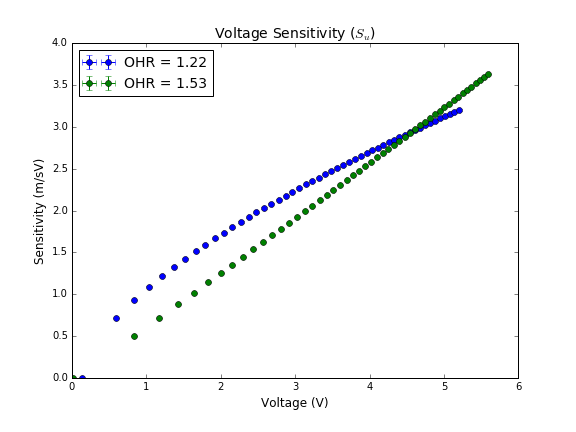 Voltage Sensitivity (Su)
4.0
3.5
3.0
2.5
2.0
1.5
1.0
0.5
0.0
Sensitivity (m/sV)
OHR = 1.22
OHR = 1.53
0 1 2 3 4 5 6
Voltage (V)